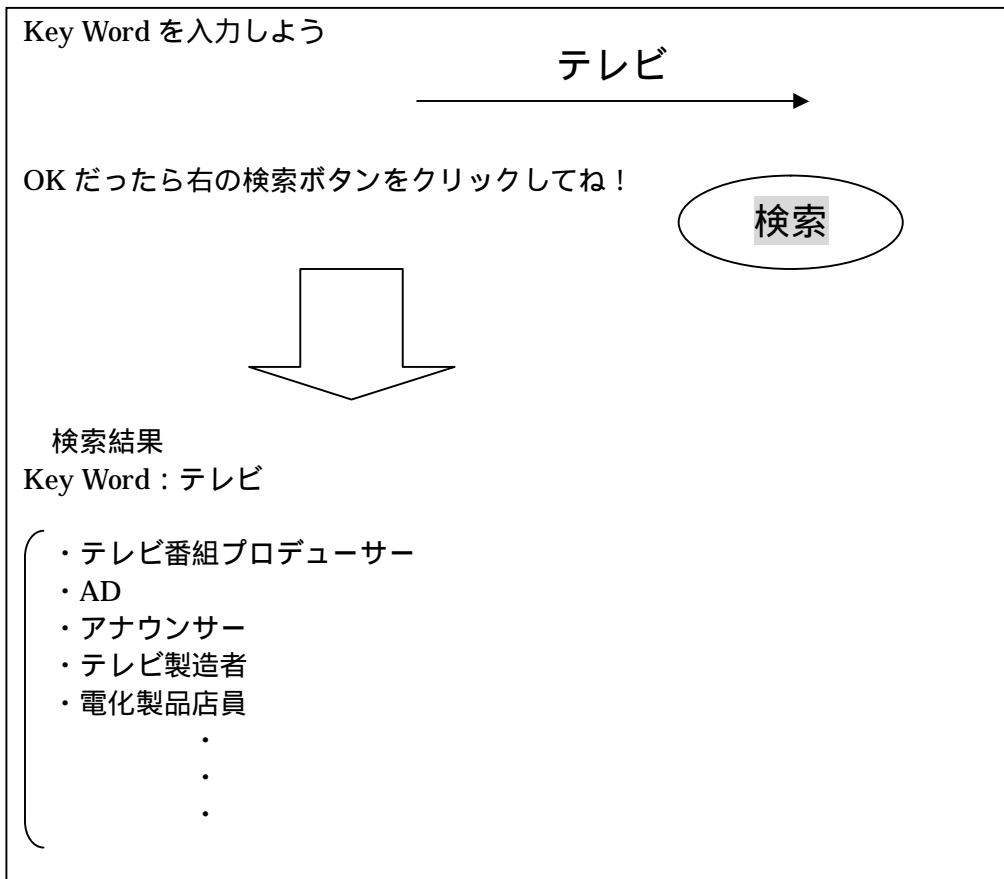 Key Word を入力しよう
テレビ
OK だったら右の検索ボタンをクリックしてね！
検索
検索結果
Key Word：テレビ
・テレビ番組プロデューサー
・AD
・アナウンサー
・テレビ製造者
・電化製品店員
・
・
・